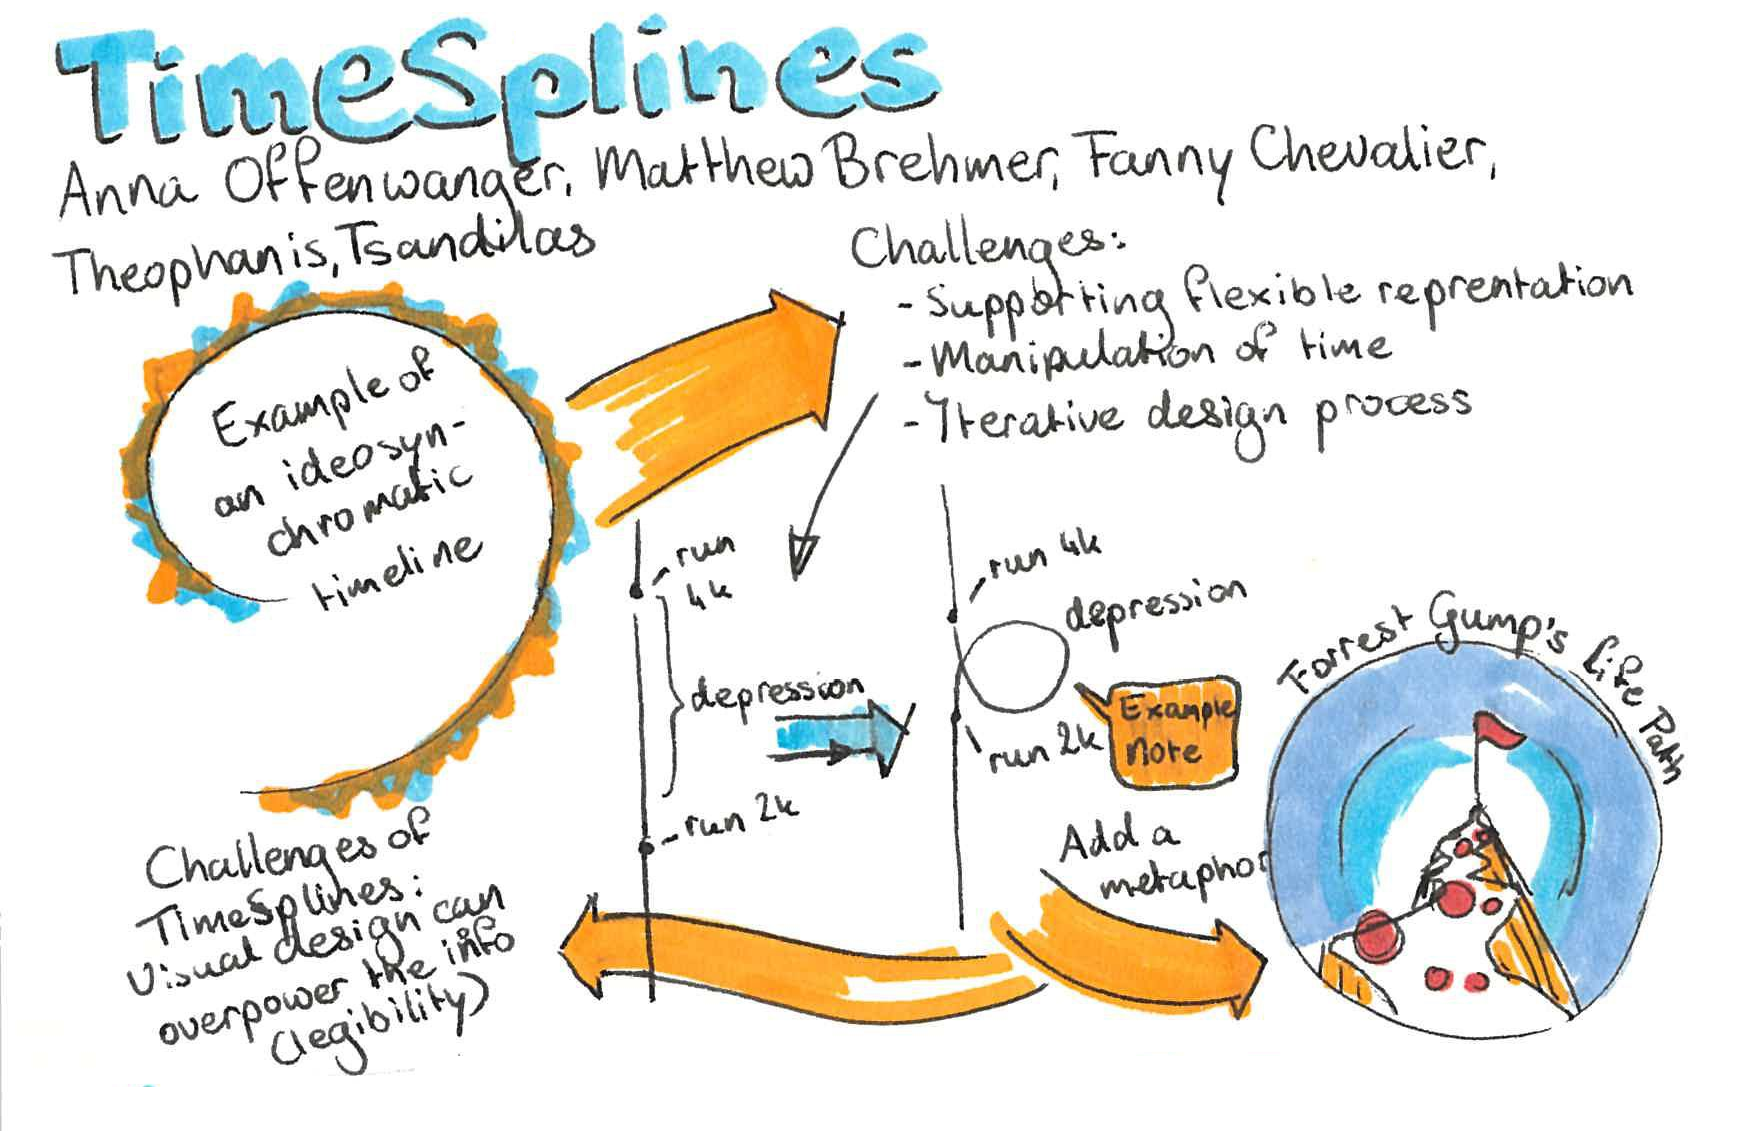 TimeSplines
Anna Offenwanger, Matthew Brehmer, Fanny Chevalier,
Theophanis, Tsandilas
Example of
an ideosyn-
chromatic
timeline
Challenges:
- Supporting flexible reprentation
- Manipulation of time
- Iterative design process
run
4k
depression
run 2k
run 4k
depression
run 2k
Example
Note
Add a
metaphor
Forrest Gump's life Path
Challenges of
TimeSplines:
Visual design can
overpower the info
(legibility)